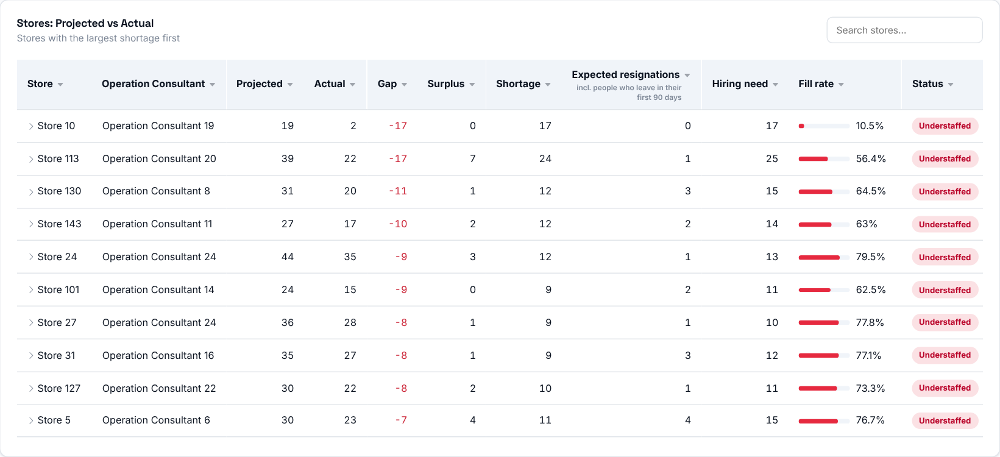 Stores: Projected vs Actual
Stores with the largest shortage first
Search stores...
Store Operation Consultant Projected Actual Gap Surplus Shortage Expected resignations Hiring need Fill rate Status
incl. people who leave in their
first 90 days
Store 10 Operation Consultant 19 19 2 -17 0 17 0 17 10.5% Understaffed
Store 113 Operation Consultant 20 39 22 -17 7 24 1 25 56.4% Understaffed
Store 130 Operation Consultant 8 31 20 -11 1 12 3 15 64.5% Understaffed
Store 143 Operation Consultant 11 27 17 -10 2 12 2 14 63% Understaffed
Store 24 Operation Consultant 24 44 35 -9 3 12 1 13 79.5% Understaffed
Store 101 Operation Consultant 14 24 15 -9 0 9 2 11 62.5% Understaffed
Store 27 Operation Consultant 24 36 28 -8 1 9 1 10 77.8% Understaffed
Store 31 Operation Consultant 16 35 27 -8 1 9 3 12 77.1% Understaffed
Store 127 Operation Consultant 22 30 22 -8 2 10 1 11 73.3% Understaffed
Store 5 Operation Consultant 6 30 23 -7 4 11 4 15 76.7% Understaffed